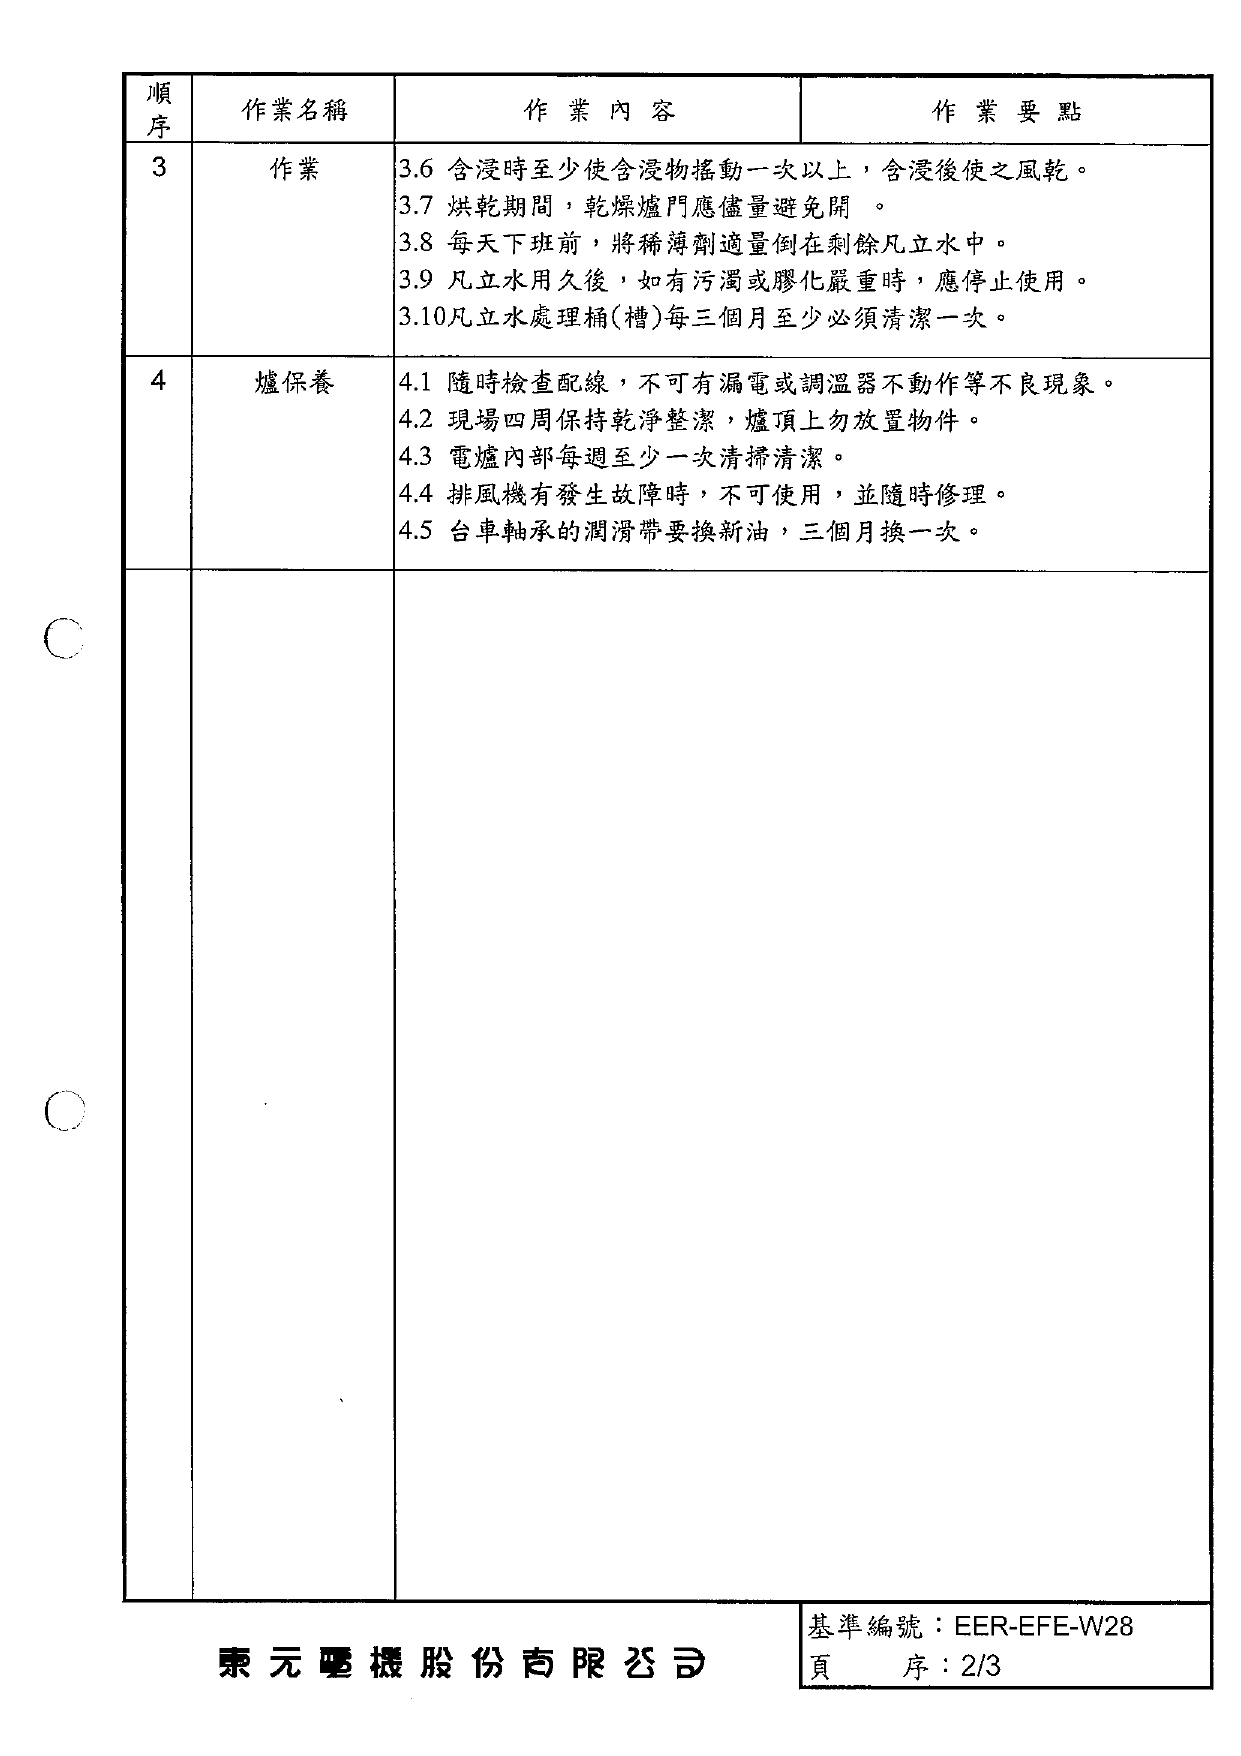 順序 作業名稱 作 業 內 容 作 業 要 點
3 作業 3.6 含浸時至少使含浸物搖動一次以上，含浸後使之風乾。
3.7 烘乾期間，乾燥爐門應儘量避免開 。
3.8 每天下班前，將稀薄劑適量倒在剩餘凡立水中。
3.9 凡立水用久後，如有污濁或膠化嚴重時，應停止使用。
3.10凡立水處理桶(槽)每三個月至少必須清潔一次。
4 爐保養 4.1 隨時檢查配線，不可有漏電或調溫器不動作等不良現象。
4.2 現場四周保持乾淨整潔，爐頂上勿放置物件。
4.3 電爐內部每週至少一次清掃清潔。
4.4 排風機有發生故障時，不可使用，並隨時修理。
4.5 台車軸承的潤滑帶要換新油，三個月換一次。
基準編號：EER-EFE-W28
東元電機股份有限公司
頁 序：2/3